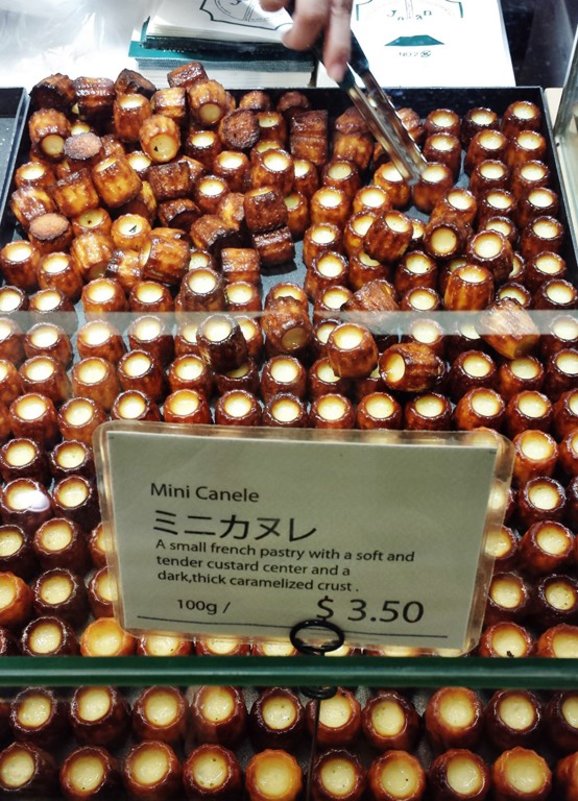 Mini Canele
ミニカヌレ
A small french pastry with a soft and
tender custard center and a
dark,thick caramelized crust .
100g / $ 3.50